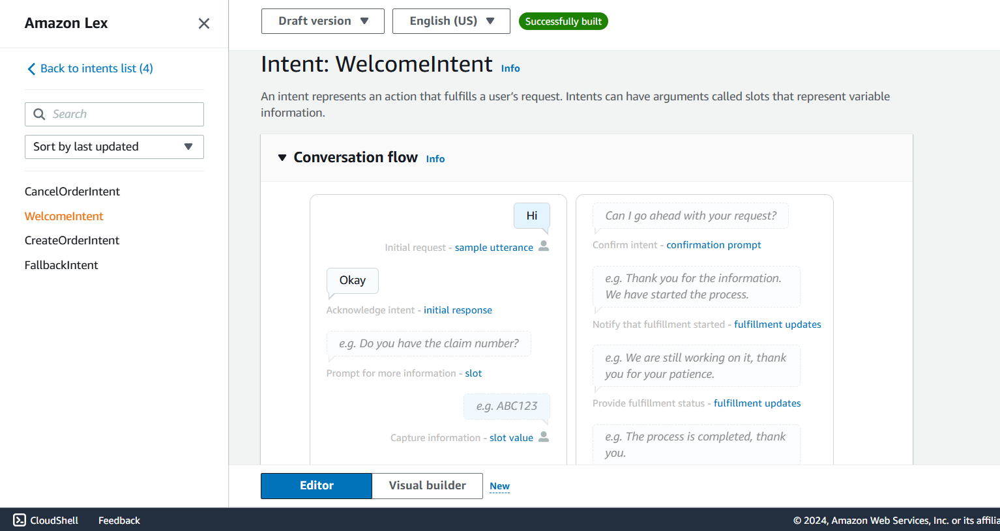 Amazon Lex
Back to intents list (4)
Search
Sort by last updated
CancelOrderIntent
WelcomeIntent
CreateOrderIntent
FallbackIntent
Draft version
English (US)
Successfully built
Intent: WelcomeIntent Info
An intent represents an action that fulfills a user's request. Intents can have arguments called slots that represent variable
information.
Conversation flow Info
Hi
Initial request - sample utterance
Okay
Acknowledge intent - initial response
e.g. Do you have the claim number?
Prompt for more information - slot
e.g. ABC123
Capture information - slot value
Can I go ahead with your request?
Confirm intent - confirmation prompt
e.g. Thank you for the information.
We have started the process.
Notify that fulfillment started - fulfillment updates
e.g. We are still working on it, thank
you for your patience.
Provide fulfillment status - fulfillment updates
e.g. The process is completed, thank
you.
Editor
Visual builder
New
CloudShell
Feedback
© 2024, Amazon Web Services, Inc. or its affilia